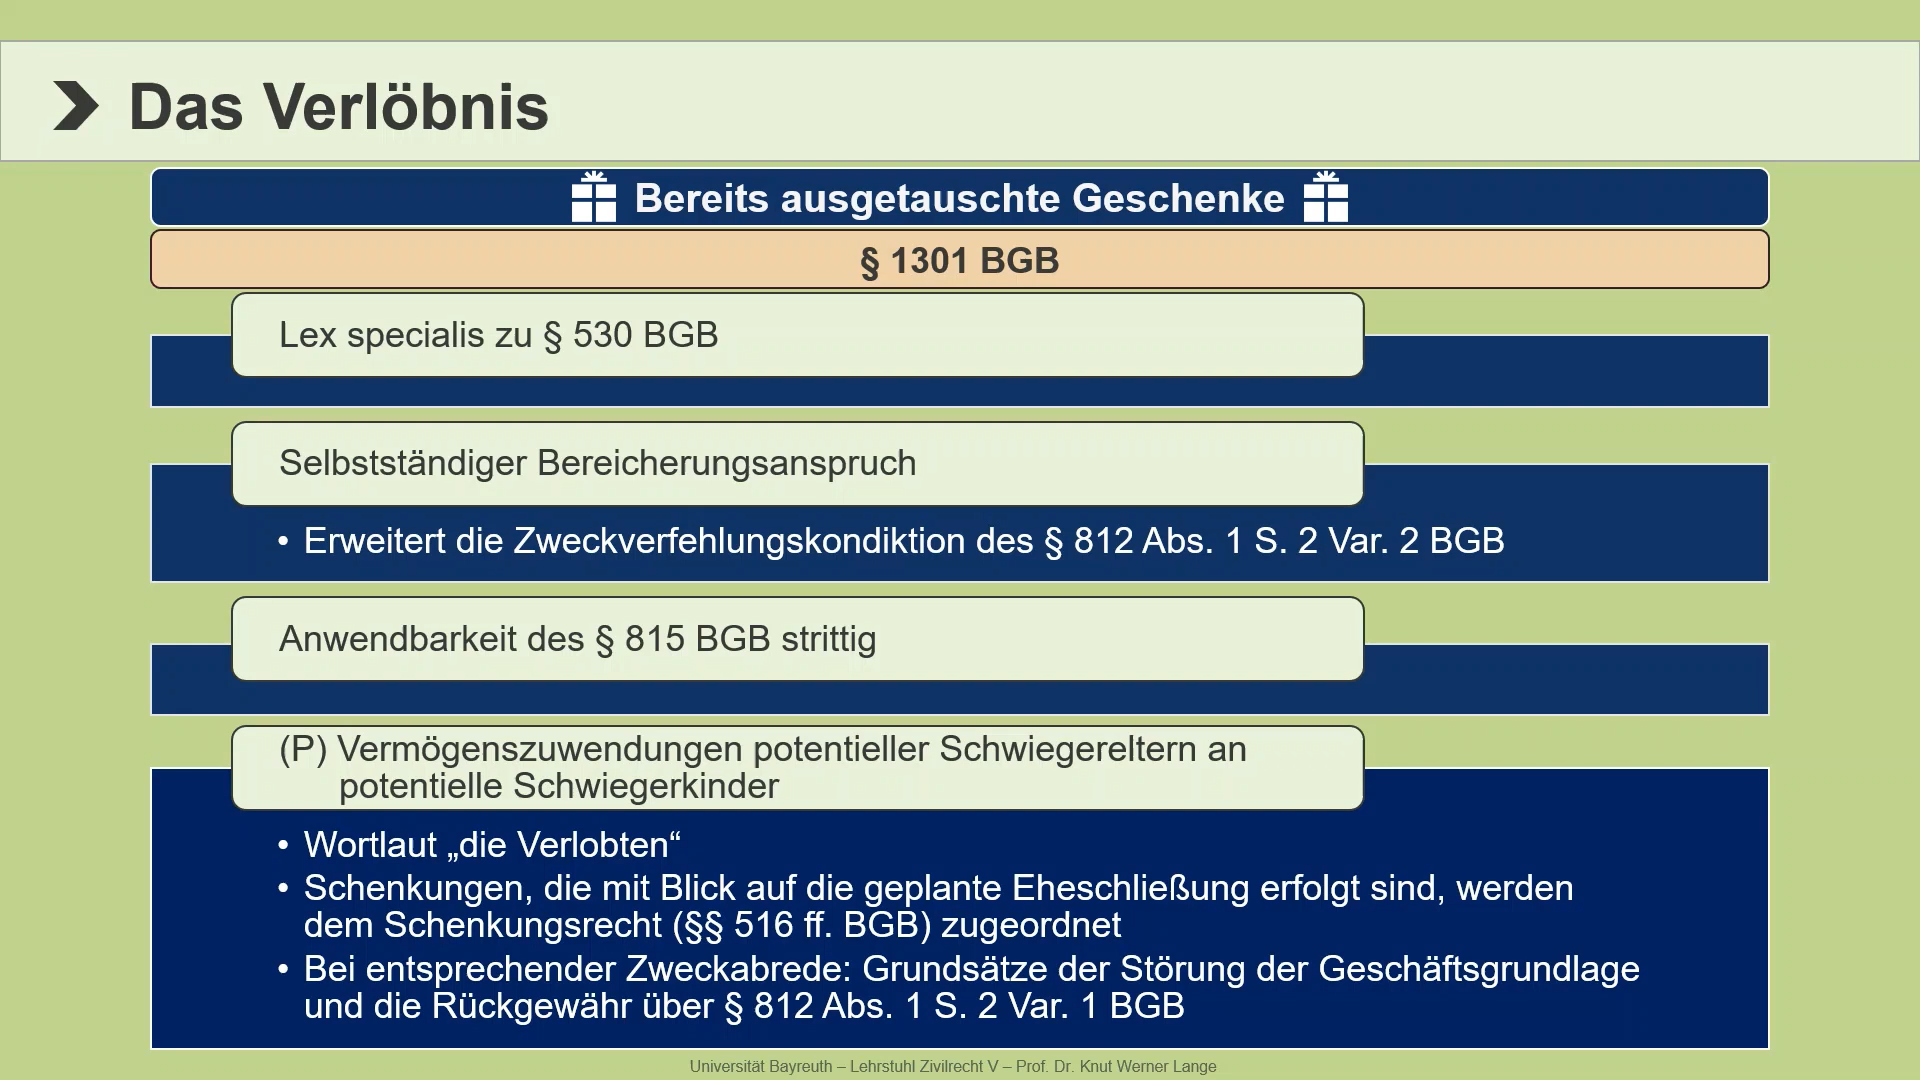 Das Verlöbnis
Bereits ausgetauschte Geschenke
§ 1301 BGB
Lex specialis zu § 530 BGB
Selbstständiger Bereicherungsanspruch
• Erweitert die Zweckverfehlungskondiktion des § 812 Abs. 1 S. 2 Var. 2 BGB
Anwendbarkeit des § 815 BGB strittig
(P) Vermögenszuwendungen potentieller Schwiegereltern an
potentielle Schwiegerkinder
• Wortlaut „die Verlobten“
• Schenkungen, die mit Blick auf die geplante Eheschließung erfolgt sind, werden
dem Schenkungsrecht (§§ 516 ff. BGB) zugeordnet
• Bei entsprechender Zweckabrede: Grundsätze der Störung der Geschäftsgrundlage
und die Rückgewähr über § 812 Abs. 1 S. 2 Var. 1 BGB
Universität Bayreuth – Lehrstuhl Zivilrecht V – Prof. Dr. Knut Werner Lange